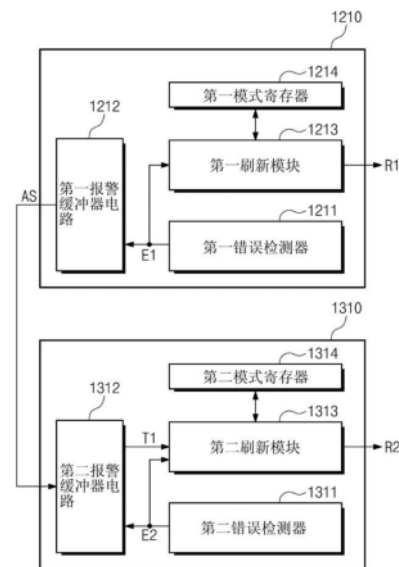 1210
1214
第一模式寄存器
1212
1213
第一报警
缓冲器电
路
第一刷新模块
R1
AS
1211
E1
第一错误检测器
1310
1314
第二模式寄存器
1312
1313
第二报警
缓冲器电
路
T1
第二刷新模块
R2
1311
E2
第二错误检测器